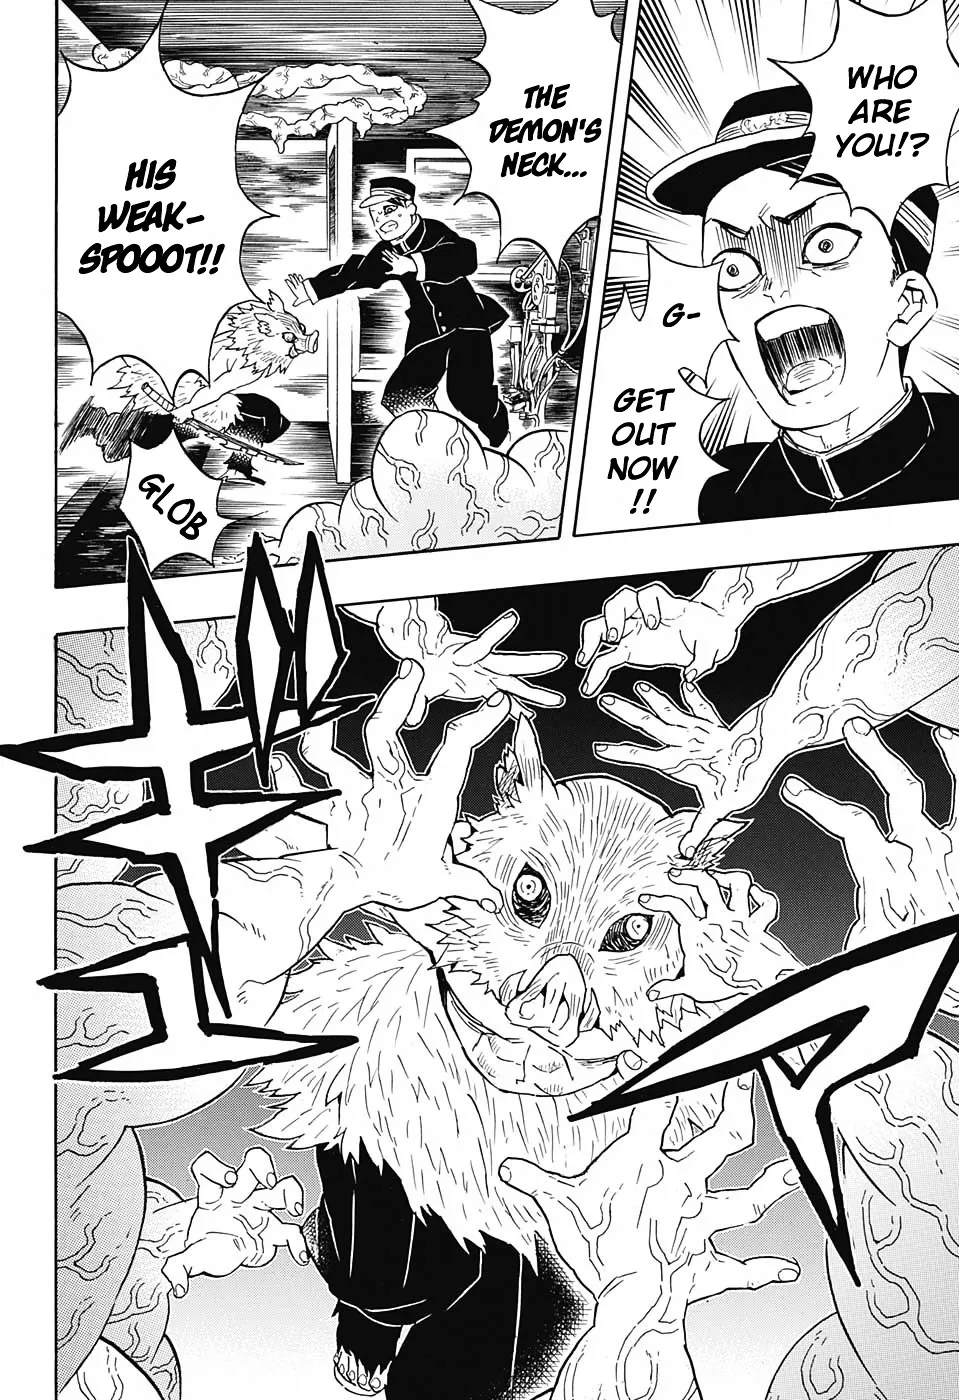 WHO
ARE
YOU!?
G-
GET
OUT
NOW
!!
THE
DEMON'S
NECK...
HIS
WEAK-
SPOOOT!!
GLOB